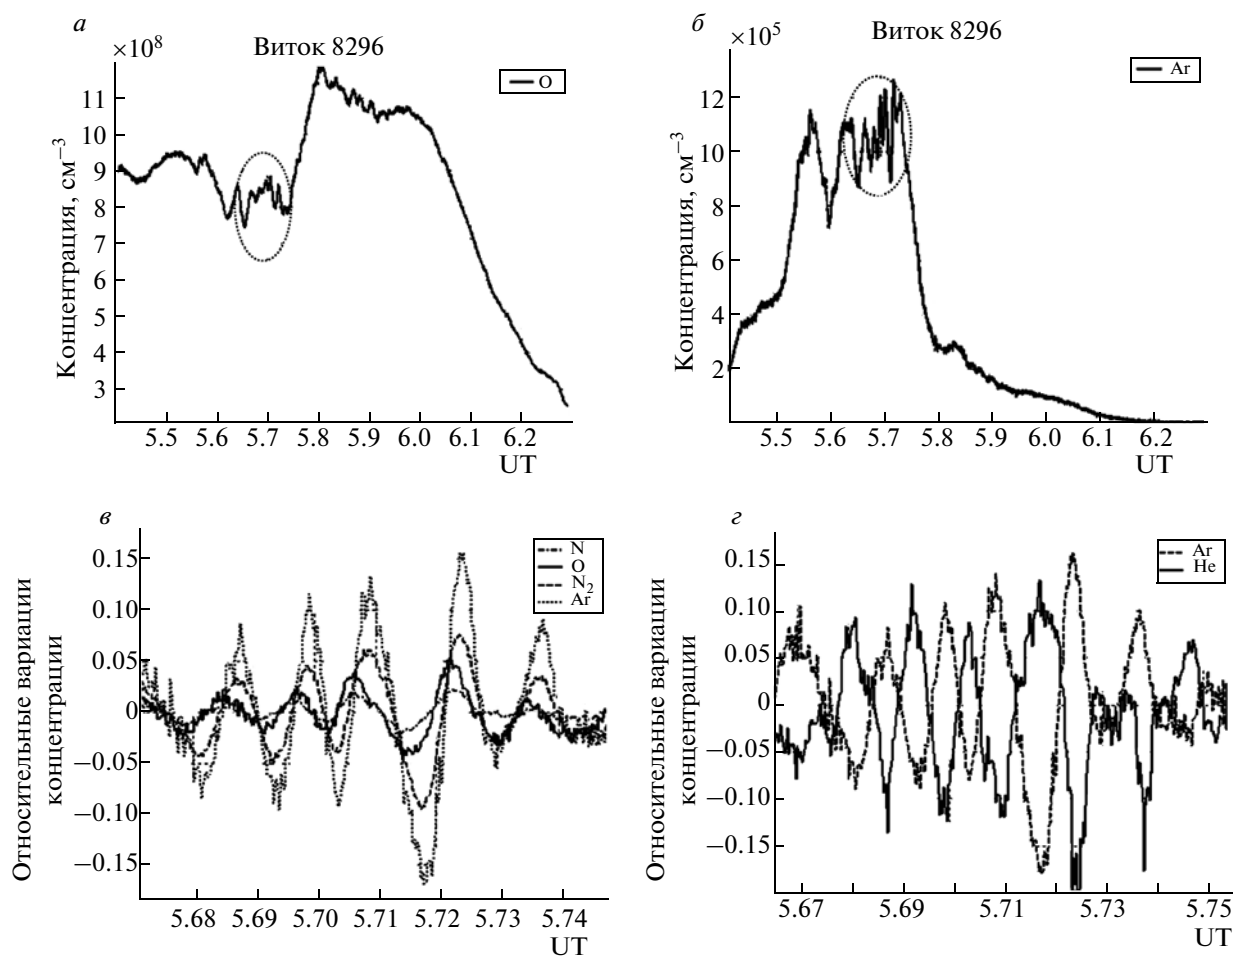 а
Виток 8296
×10⁸
O
11
10
9
8
7
6
5
4
3
Концентрация, см⁻³
5.5 5.6 5.7 5.8 5.9 6.0 6.1 6.2
UT
б
Виток 8296
×10⁵
Ar
12
10
8
6
4
2
Концентрация, см⁻³
5.5 5.6 5.7 5.8 5.9 6.0 6.1 6.2
UT
в
N
O
N₂
Ar
0.15
0.10
0.05
0
−0.05
−0.10
−0.15
Относительные вариации
концентрации
5.68 5.69 5.70 5.71 5.72 5.73 5.74
UT
г
Ar
He
0.15
0.10
0.05
0
−0.05
−0.10
−0.15
Относительные вариации
концентрации
5.67 5.69 5.71 5.73 5.75
UT